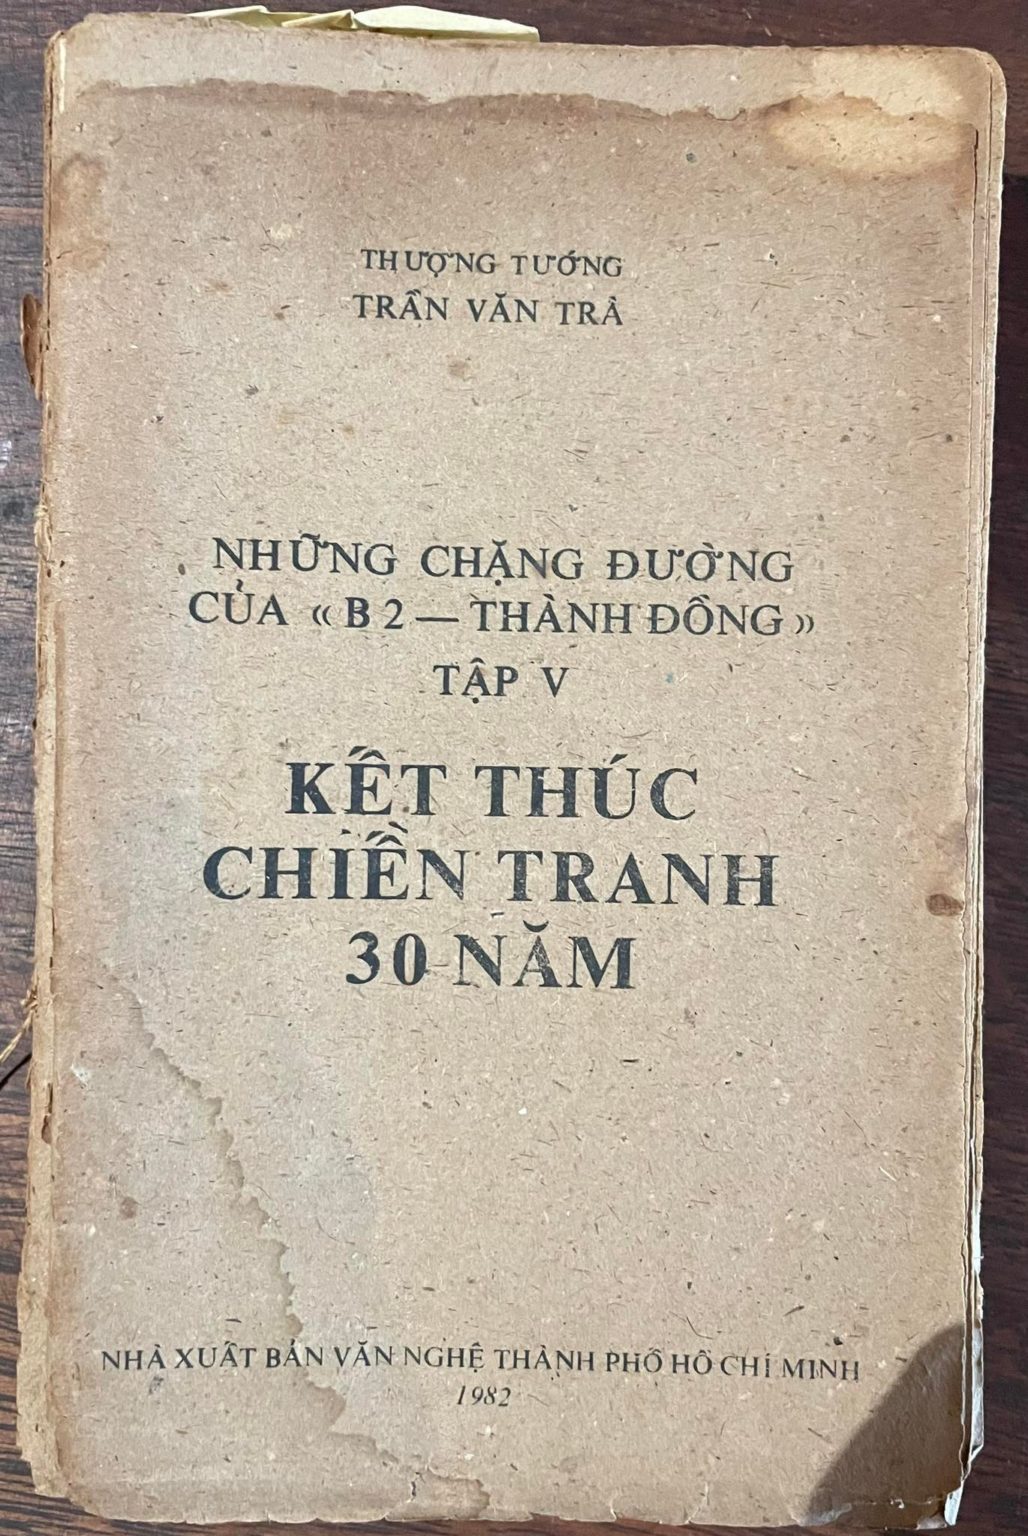 THƯỢNG TƯỚNG
TRẦN VĂN TRÀ
NHỮNG CHẶNG ĐƯỜNG
CỦA « B2 — THÀNH ĐỒNG »
TẬP V
KẾT THÚC
CHIẾN TRANH
30 NĂM
NHÀ XUẤT BẢN VĂN NGHỆ THÀNH PHỐ HỒ CHÍ MINH
1982